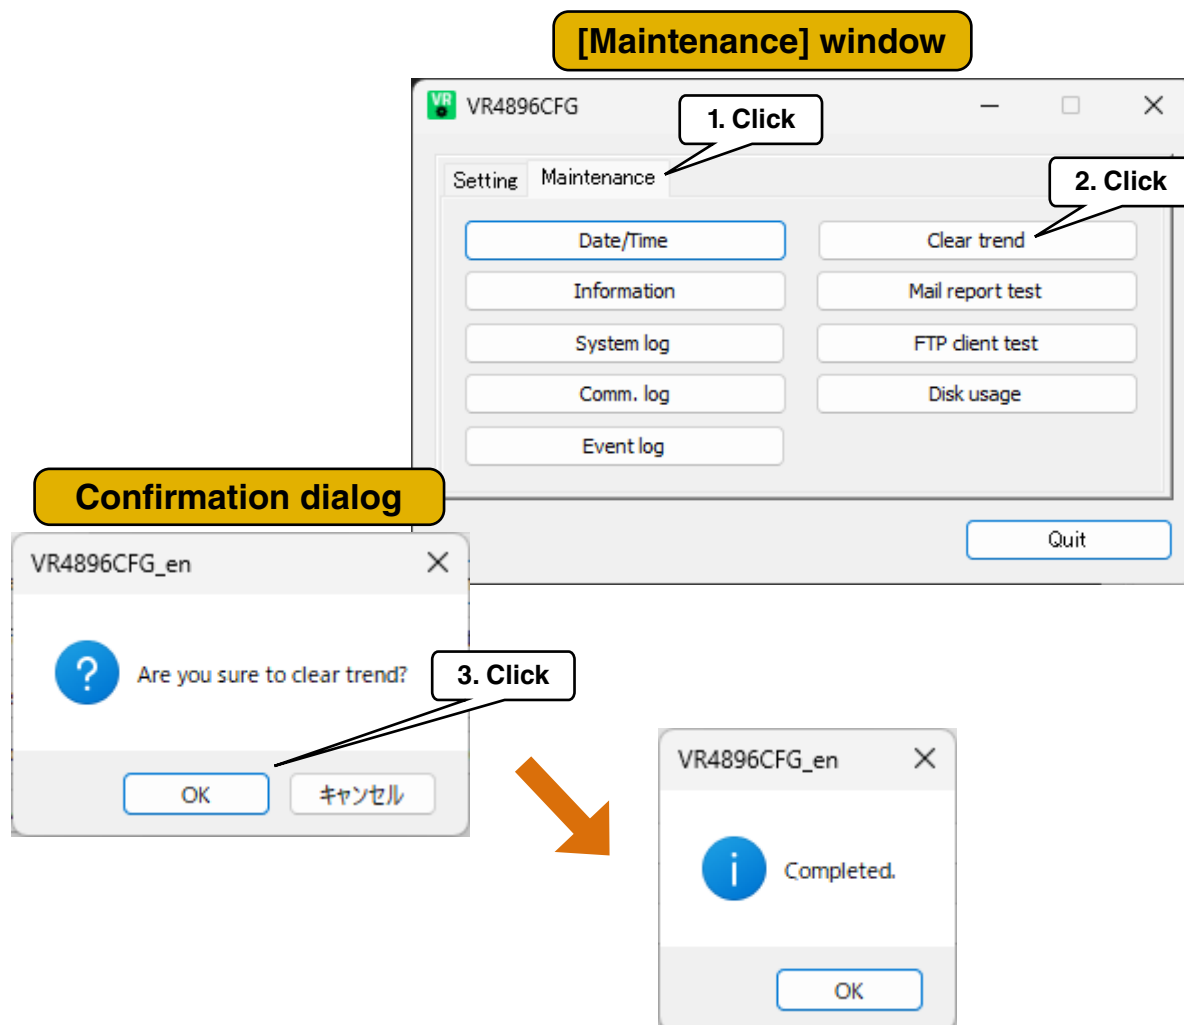 [Maintenance] window
VR
VR4896CFG
1. Click
Setting Maintenance
2. Click
Date/Time
Clear trend
Information
Mail report test
System log
FTP client test
Comm. log
Disk usage
Event log
Quit
Confirmation dialog
VR4896CFG_en
?
Are you sure to clear trend?
3. Click
OK
キャンセル
VR4896CFG_en
i
Completed.
OK